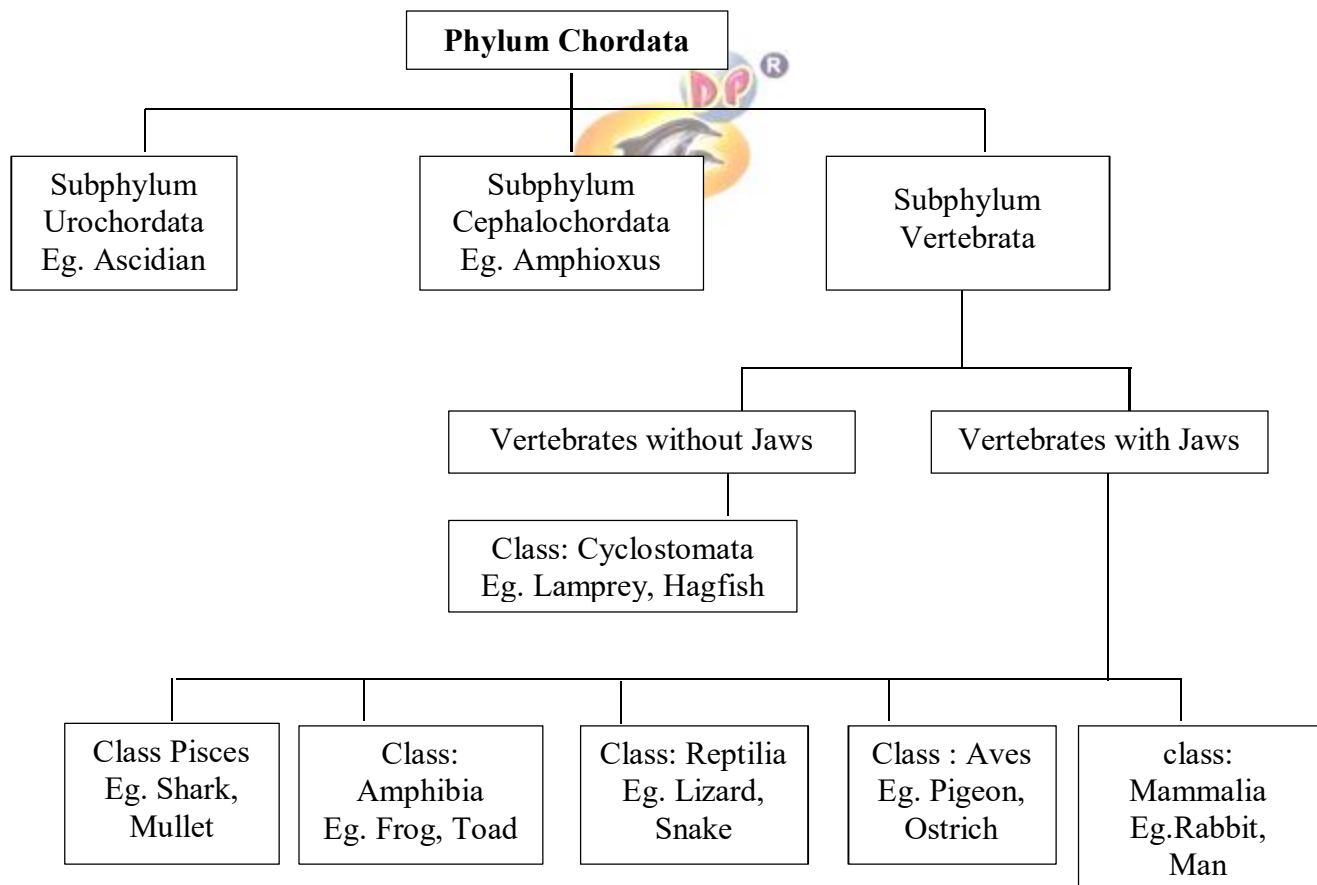 Phylum Chordata
DP ®
Subphylum
Urochordata
Eg. Ascidian
Subphylum
Cephalochordata
Eg. Amphioxus
Subphylum
Vertebrata
Vertebrates without Jaws
Vertebrates with Jaws
Class: Cyclostomata
Eg. Lamprey, Hagfish
Class Pisces
Eg. Shark,
Mullet
Class:
Amphibia
Eg. Frog, Toad
Class: Reptilia
Eg. Lizard,
Snake
Class : Aves
Eg. Pigeon,
Ostrich
class:
Mammalia
Eg.Rabbit,
Man